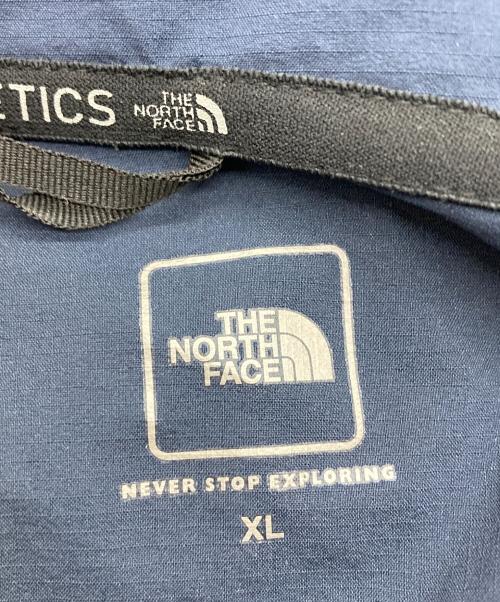 ETICS THE
NORTH
FACE
THE
NORTH
FACE
NEVER STOP EXPLORING
XL